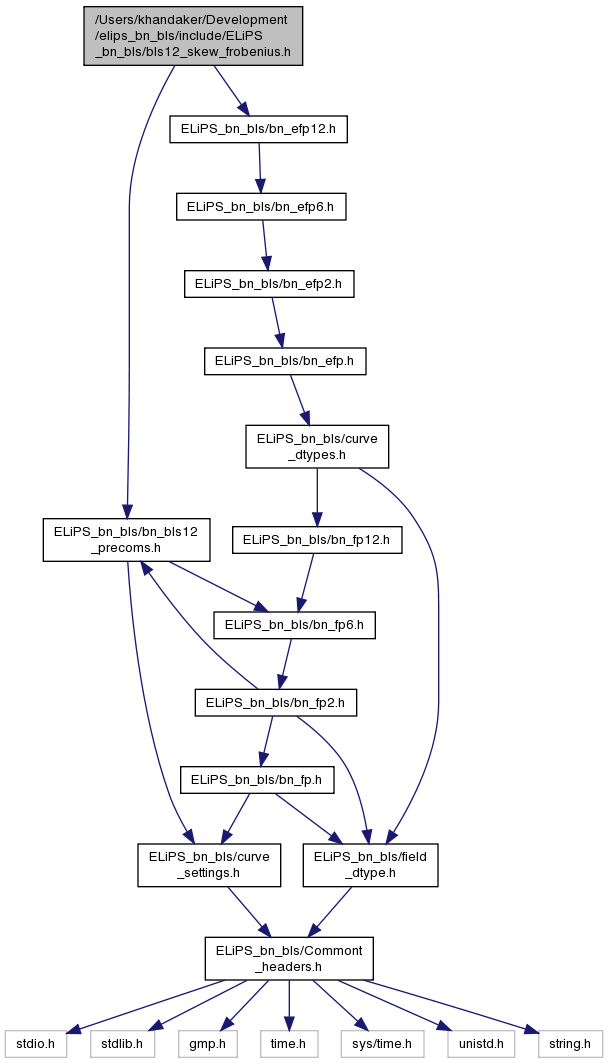 /Users/khandaker/Development
/elips_bn_bls/include/ELiPS
_bn_bls/bls12_skew_frobenius.h
ELiPS_bn_bls/bn_efp12.h
ELiPS_bn_bls/bn_efp6.h
ELiPS_bn_bls/bn_efp2.h
ELiPS_bn_bls/bn_efp.h
ELiPS_bn_bls/curve
_dtypes.h
ELiPS_bn_bls/bn_bls12
_precoms.h
ELiPS_bn_bls/bn_fp12.h
ELiPS_bn_bls/bn_fp6.h
ELiPS_bn_bls/bn_fp2.h
ELiPS_bn_bls/bn_fp.h
ELiPS_bn_bls/curve
_settings.h
ELiPS_bn_bls/field
_dtype.h
ELiPS_bn_bls/Commont
_headers.h
stdio.h
stdlib.h
gmp.h
time.h
sys/time.h
unistd.h
string.h